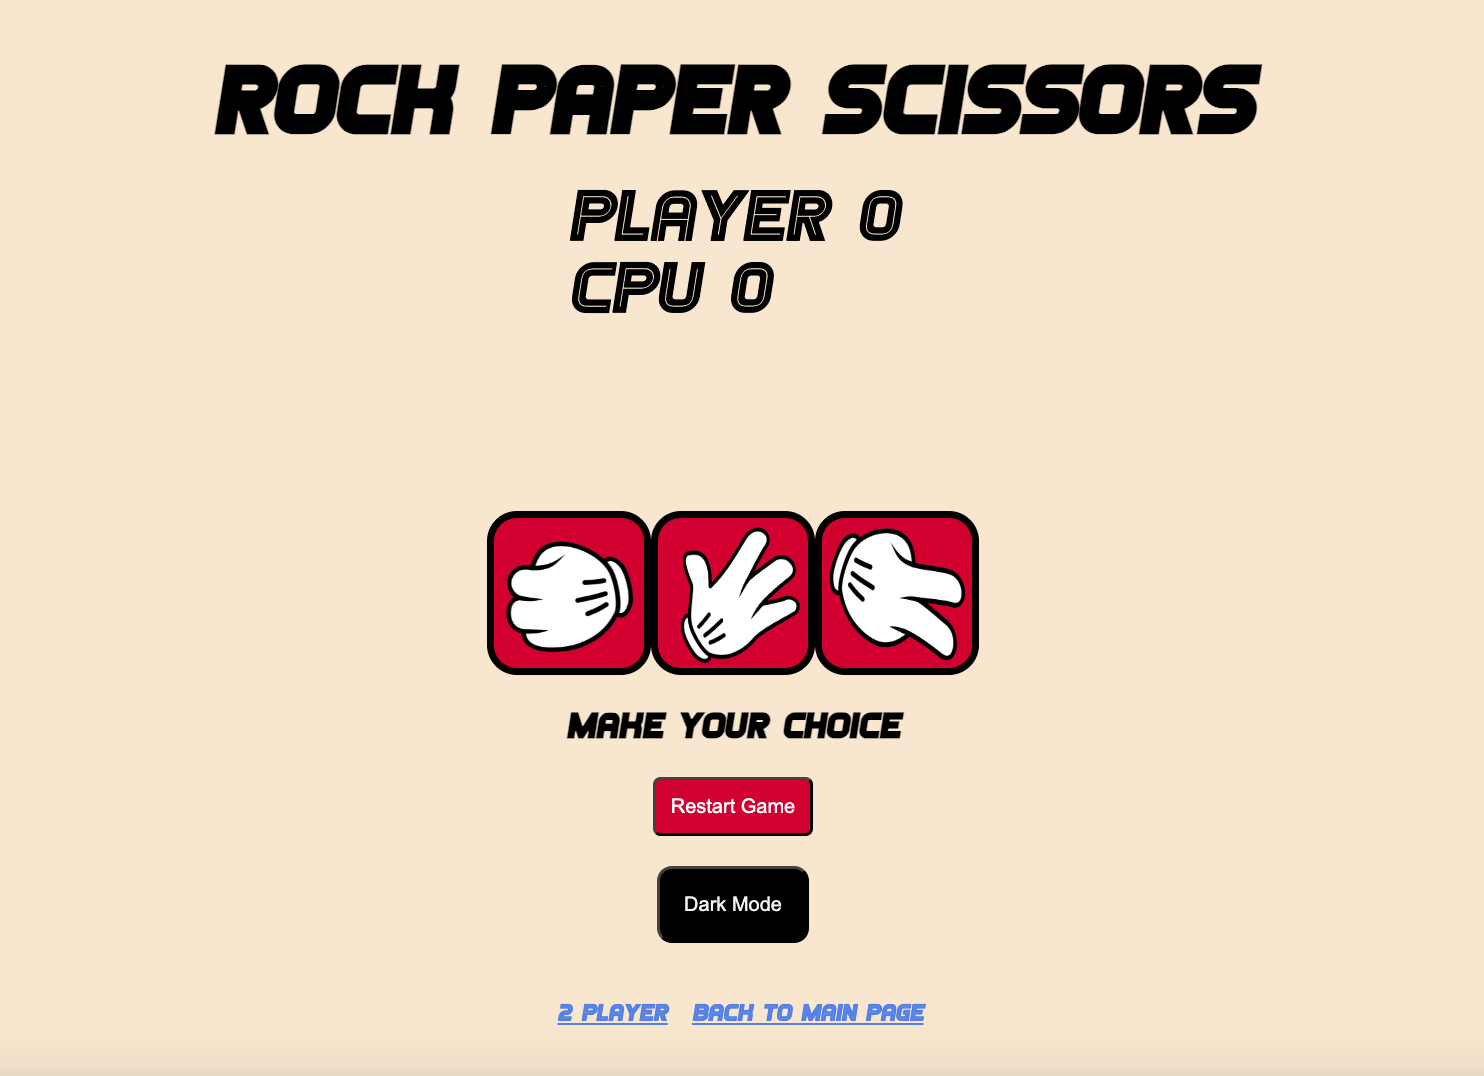 ROCK PAPER SCISSORS
PLAYER 0
CPU 0
MAKE YOUR CHOICE
Restart Game
Dark Mode
2 PLAYER BACK TO MAIN PAGE